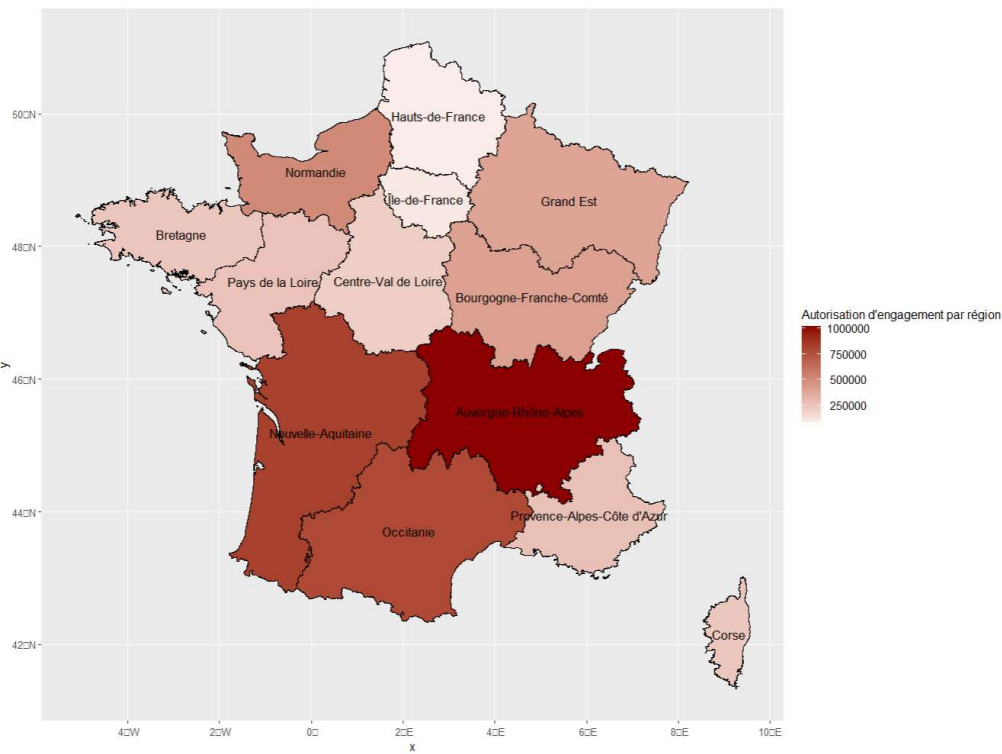 50□N
48□N
46□N
44□N
42□N
y
4□W
2□W
0□
2□E
4□E
6□E
8□E
10□E
x
Hauts-de-France
Normandie
Île-de-France
Grand Est
Bretagne
Pays de la Loire
Centre-Val de Loire
Bourgogne-Franche-Comté
Auvergne-Rhône-Alpes
Nouvelle-Aquitaine
Provence-Alpes-Côte d'Azur
Occitanie
Corse
Autorisation d'engagement par région
1000000
750000
500000
250000